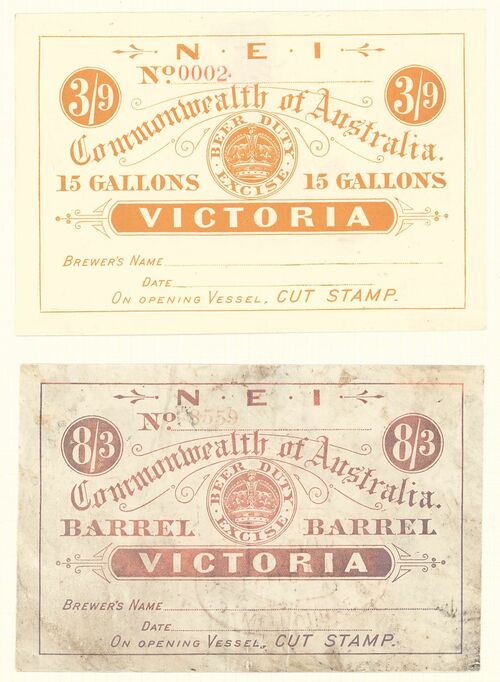 N · E · I
No 0002
3/9 3/9
Commonwealth of Australia.
BEER DUTY
EXCISE
15 GALLONS 15 GALLONS
VICTORIA
BREWER'S NAME
DATE
ON OPENING VESSEL, CUT STAMP.
N · E · I
No 8559
8/3 8/3
Commonwealth of Australia.
BEER DUTY
EXCISE
BARREL BARREL
VICTORIA
BREWER'S NAME
DATE
ON OPENING VESSEL, CUT STAMP.